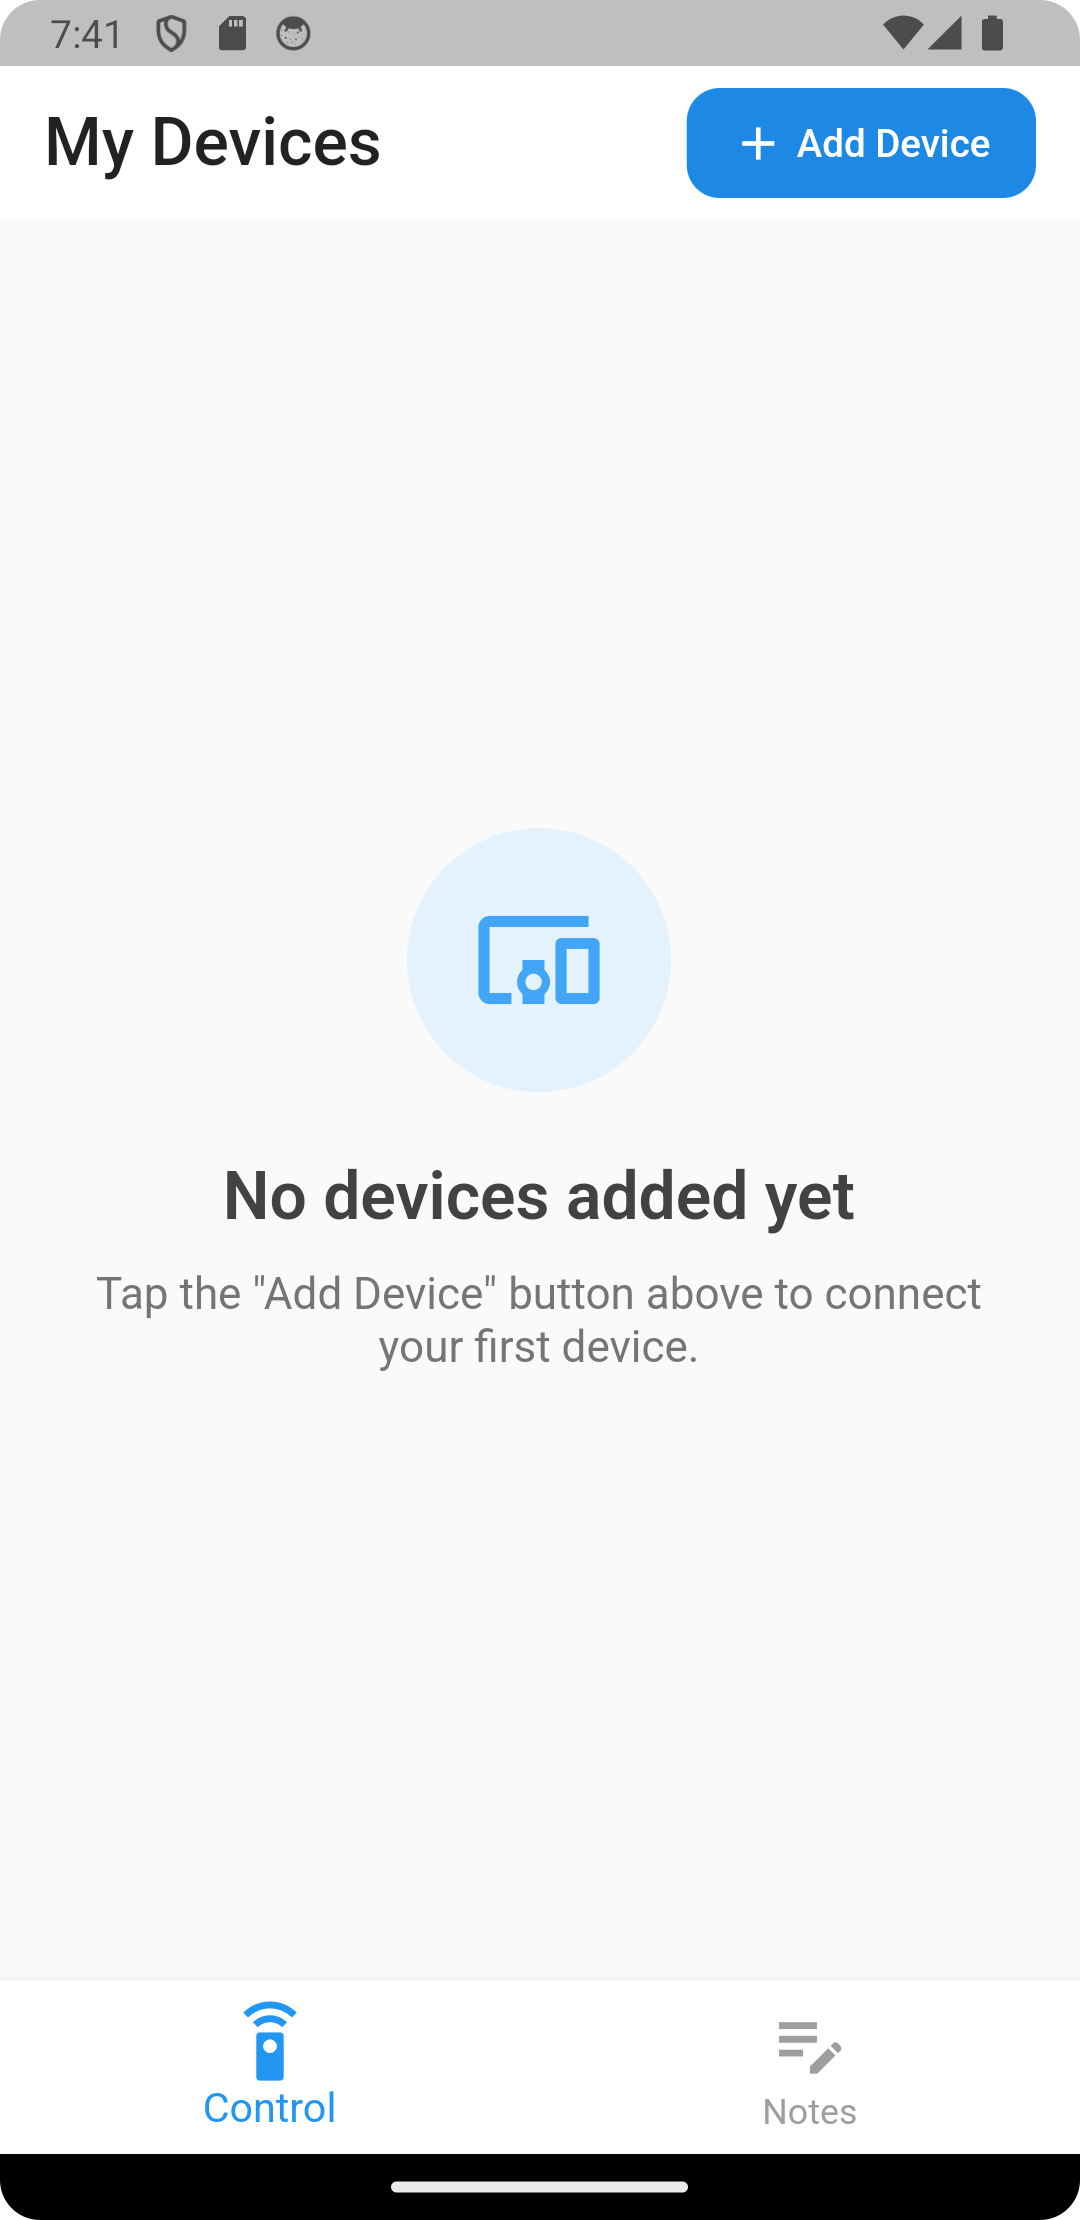 7:41
My Devices
Add Device
No devices added yet
Tap the "Add Device" button above to connect
your first device.
Control
Notes